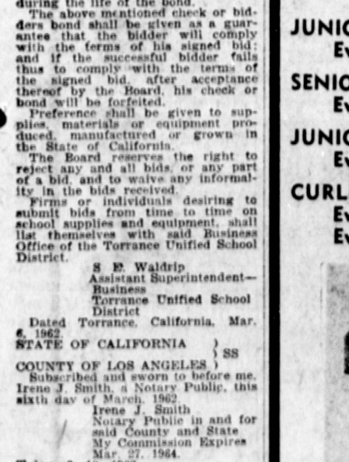 during the life of the bond.
The above mentioned check or bid-
ders bond shall be given as a guar-
antee that the bidder will comply
with the terms of his signed bid;
and if the successful bidder fails
thus to comply with the terms of
the signed bid, after acceptance
thereof by the Board, his check or
bond will be forfeited.
Preference shall be given to sup-
plies, materials or equipment pro-
duced, manufactured or grown in
the State of California.
The Board reserves the right to
reject any and all bids, or any part
of a bid, and to waive any informal-
ity in the bids received.
Firms or individuals desiring to
submit bids from time to time on
school supplies and equipment, shall
list themselves with said Business
Office of the Torrance Unified School
District.
S E. Waldrip
Assistant Superintendent—
Business
Torrance Unified School
District
Dated Torrance, California, Mar.
6, 1962.
STATE OF CALIFORNIA )
) SS
COUNTY OF LOS ANGELES )
Subscribed and sworn to before me,
Irene J. Smith, a Notary Public, this
sixth day of March, 1962.
Irene J. Smith
Notary Public in and for
said County and State
My Commission Expires
Mar. 27, 1964.
JUNIO
Ev
SENIO
Ev
JUNIO
Ev
CURL
Ev
Ev